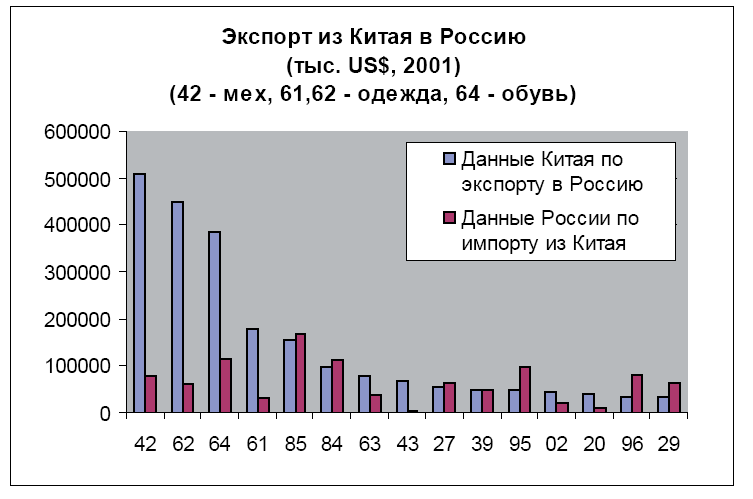 Экспорт из Китая в Россию
(тыс. US$, 2001)
(42 - мех, 61,62 - одежда, 64 - обувь)
600000
500000
400000
300000
200000
100000
0
Данные Китая по
экспорту в Россию
Данные России по
импорту из Китая
42 62 64 61 85 84 63 43 27 39 95 02 20 96 29